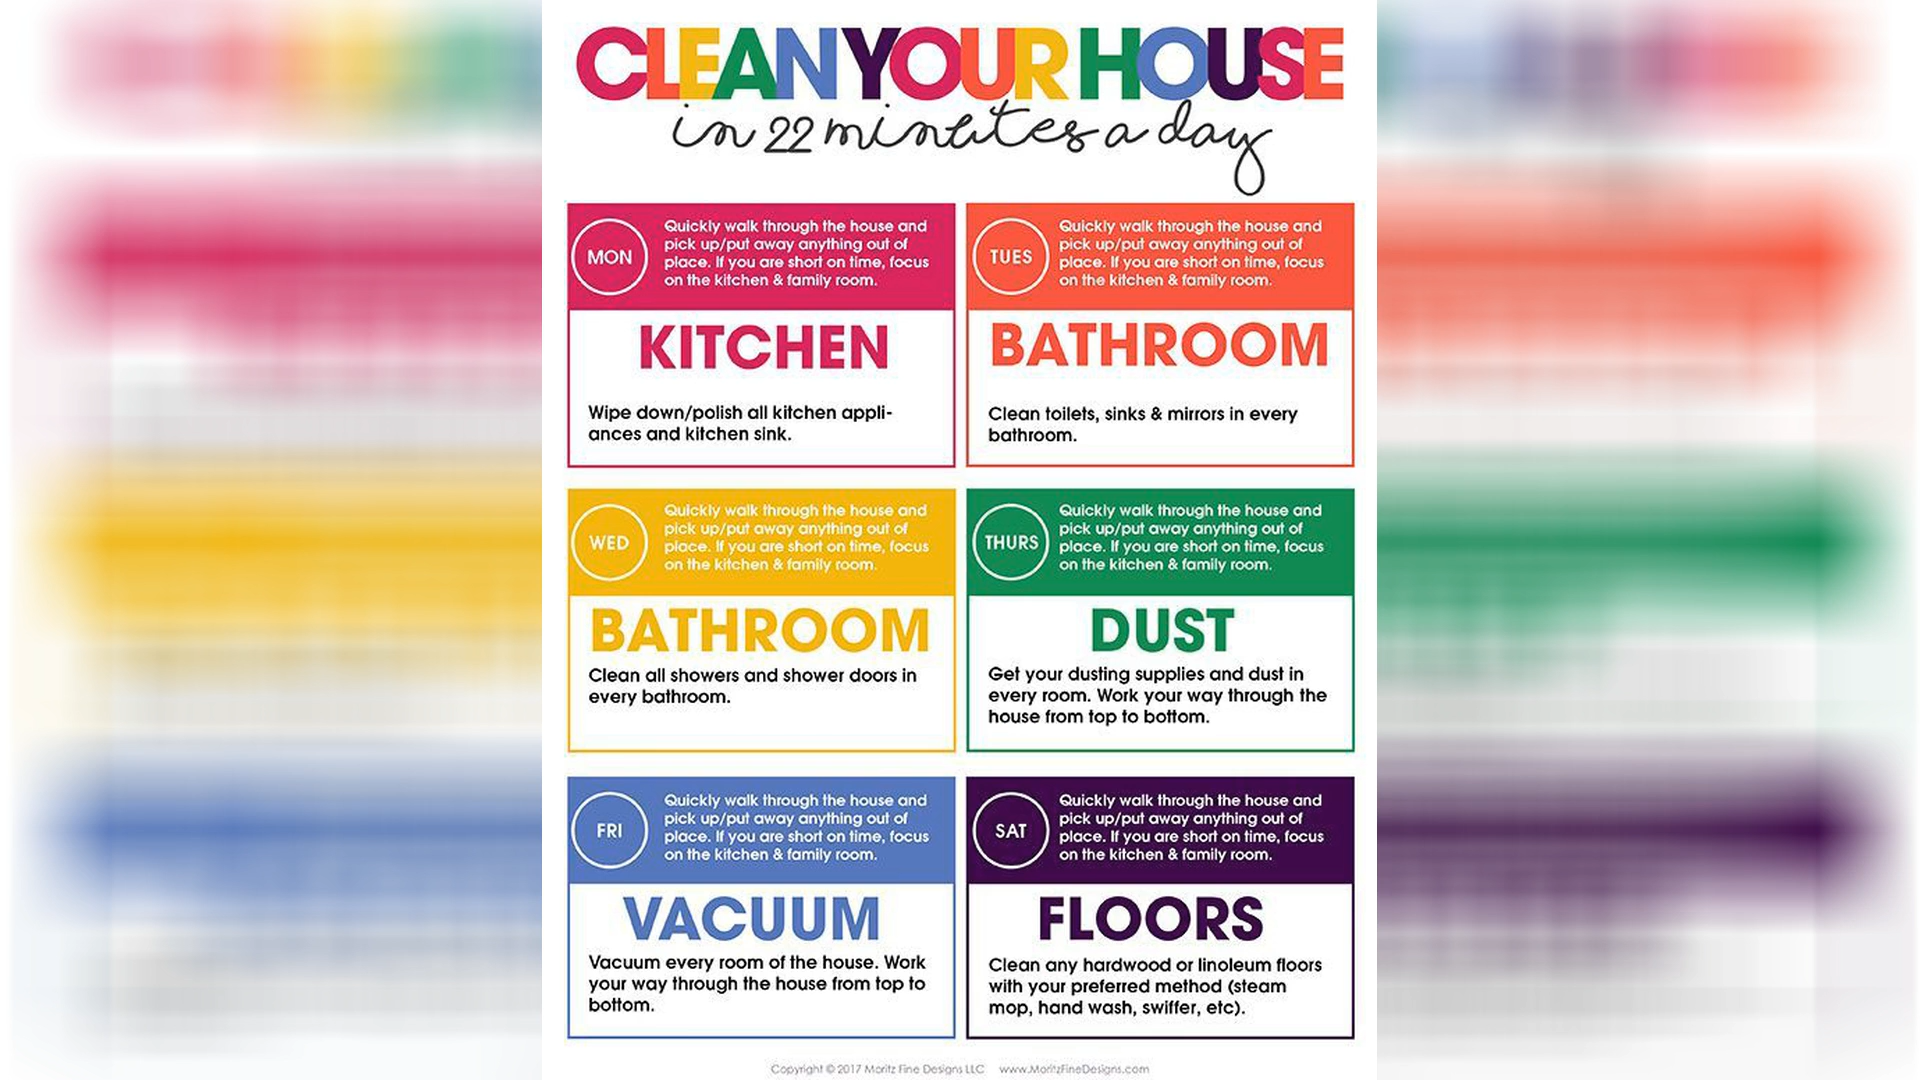 CLEAN YOUR HOUSE
in 22 minutes a day
MON
Quickly walk through the house and
pick up/put away anything out of
place. If you are short on time, focus
on the kitchen & family room.
KITCHEN
Wipe down/polish all kitchen appli-
ances and kitchen sink.
TUES
Quickly walk through the house and
pick up/put away anything out of
place. If you are short on time, focus
on the kitchen & family room.
BATHROOM
Clean toilets, sinks & mirrors in every
bathroom.
WED
Quickly walk through the house and
pick up/put away anything out of
place. If you are short on time, focus
on the kitchen & family room.
BATHROOM
Clean all showers and shower doors in
every bathroom.
THURS
Quickly walk through the house and
pick up/put away anything out of
place. If you are short on time, focus
on the kitchen & family room.
DUST
Get your dusting supplies and dust in
every room. Work your way through the
house from top to bottom.
FRI
Quickly walk through the house and
pick up/put away anything out of
place. If you are short on time, focus
on the kitchen & family room.
VACUUM
Vacuum every room of the house. Work
your way through the house from top to
bottom.
SAT
Quickly walk through the house and
pick up/put away anything out of
place. If you are short on time, focus
on the kitchen & family room.
FLOORS
Clean any hardwood or linoleum floors
with your preferred method (steam
mop, hand wash, swiffer, etc).
Copyright © 2017 Moritz Fine Designs LLC www.MoritzFineDesigns.com